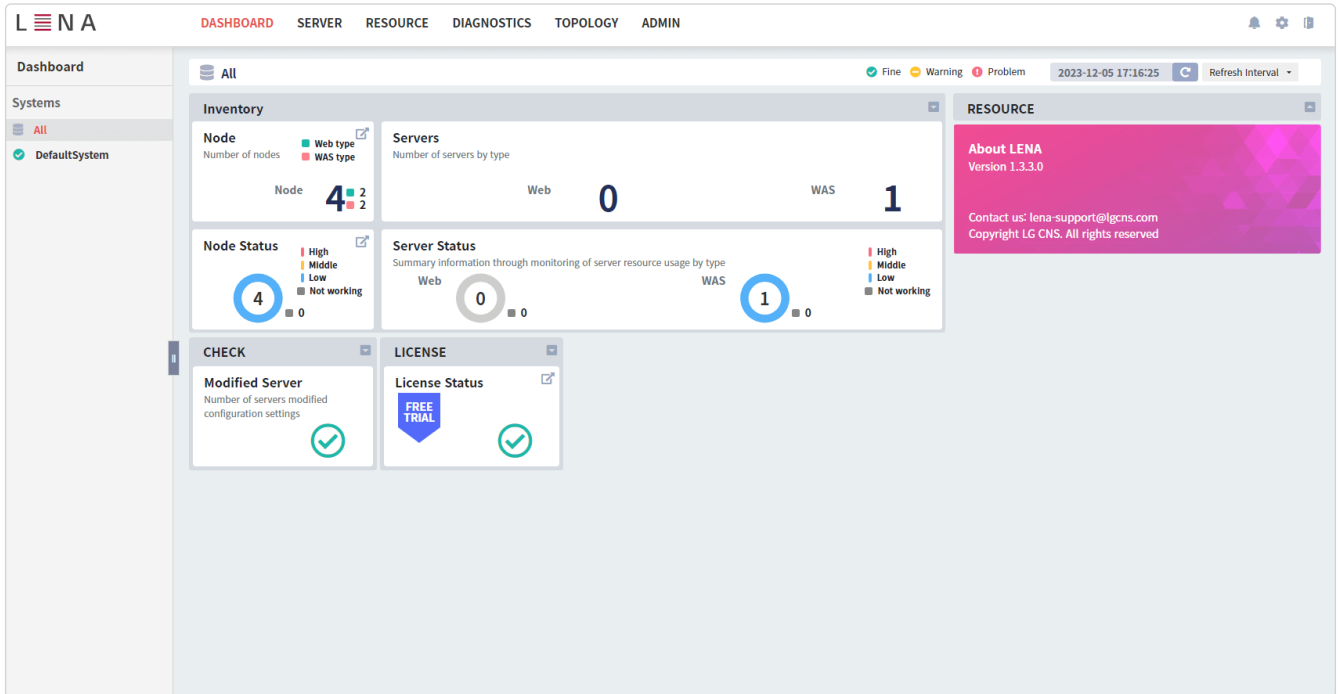 LENA
DASHBOARD SERVER RESOURCE DIAGNOSTICS TOPOLOGY ADMIN
Dashboard
Systems
All
DefaultSystem
All
Fine Warning Problem 2023-12-05 17:16:25 Refresh Interval
Inventory
Node
Number of nodes
Web type
WAS type
Node 4 2
2
Servers
Number of servers by type
Web 0 WAS 1
Node Status
High
Middle
Low
Not working
4 0
Server Status
Summary information through monitoring of server resource usage by type
Web 0 0
WAS 1 0
High
Middle
Low
Not working
RESOURCE
About LENA
Version 1.3.3.0
Contact us: lena-support@lgcns.com
Copyright LG CNS. All rights reserved
CHECK
Modified Server
Number of servers modified
configuration settings
LICENSE
License Status
FREE
TRIAL